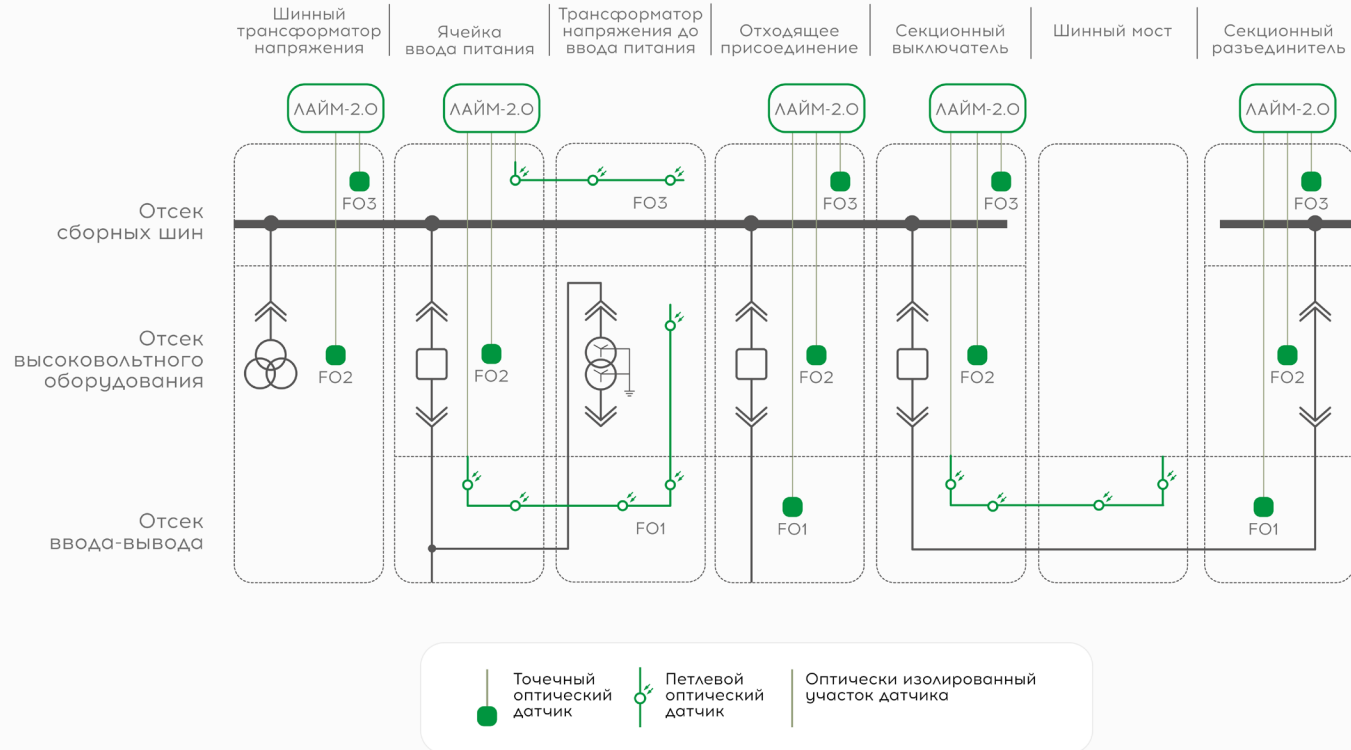 Шинный
трансформатор
напряжения
Ячейка
ввода питания
Трансформатор
напряжения до
ввода питания
Отходящее
присоединение
Секционный
выключатель
Шинный мост
Секционный
разъединитель
ЛАЙМ-2.0
ЛАЙМ-2.0
ЛАЙМ-2.0
ЛАЙМ-2.0
ЛАЙМ-2.0
Отсек
сборных шин
FO3
FO3
FO3
FO3
FO3
Отсек
высоковольтного
оборудования
FO2
FO2
FO2
FO2
FO2
Отсек
ввода-вывода
FO1
FO1
FO1
Точечный
оптический
датчик
Петлевой
оптический
датчик
Оптически изолированный
участок датчика